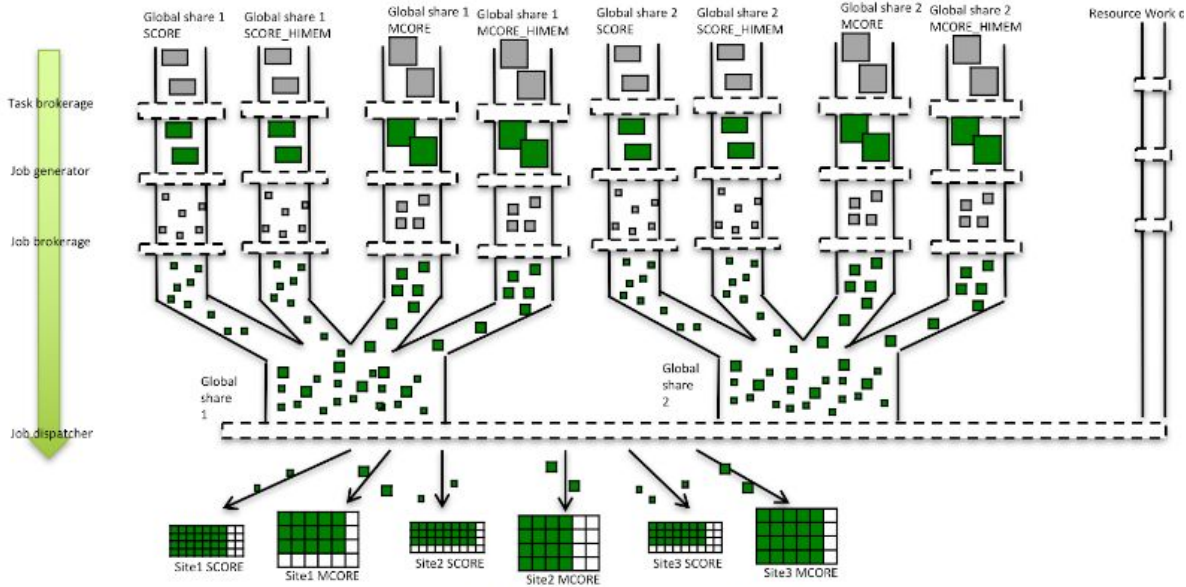 Global share 1
SCORE
Global share 1
SCORE_HIMEM
Global share 1
MCORE
Global share 1
MCORE_HIMEM
Global share 2
SCORE
Global share 2
SCORE_HIMEM
Global share 2
MCORE
Global share 2
MCORE_HIMEM
Resource Work
Task brokerage
Job generator
Job brokerage
Global
share
1
Global
share
2
Job dispatcher
Site1 SCORE
Site1 MCORE
Site2 SCORE
Site2 MCORE
Site3 SCORE
Site3 MCORE